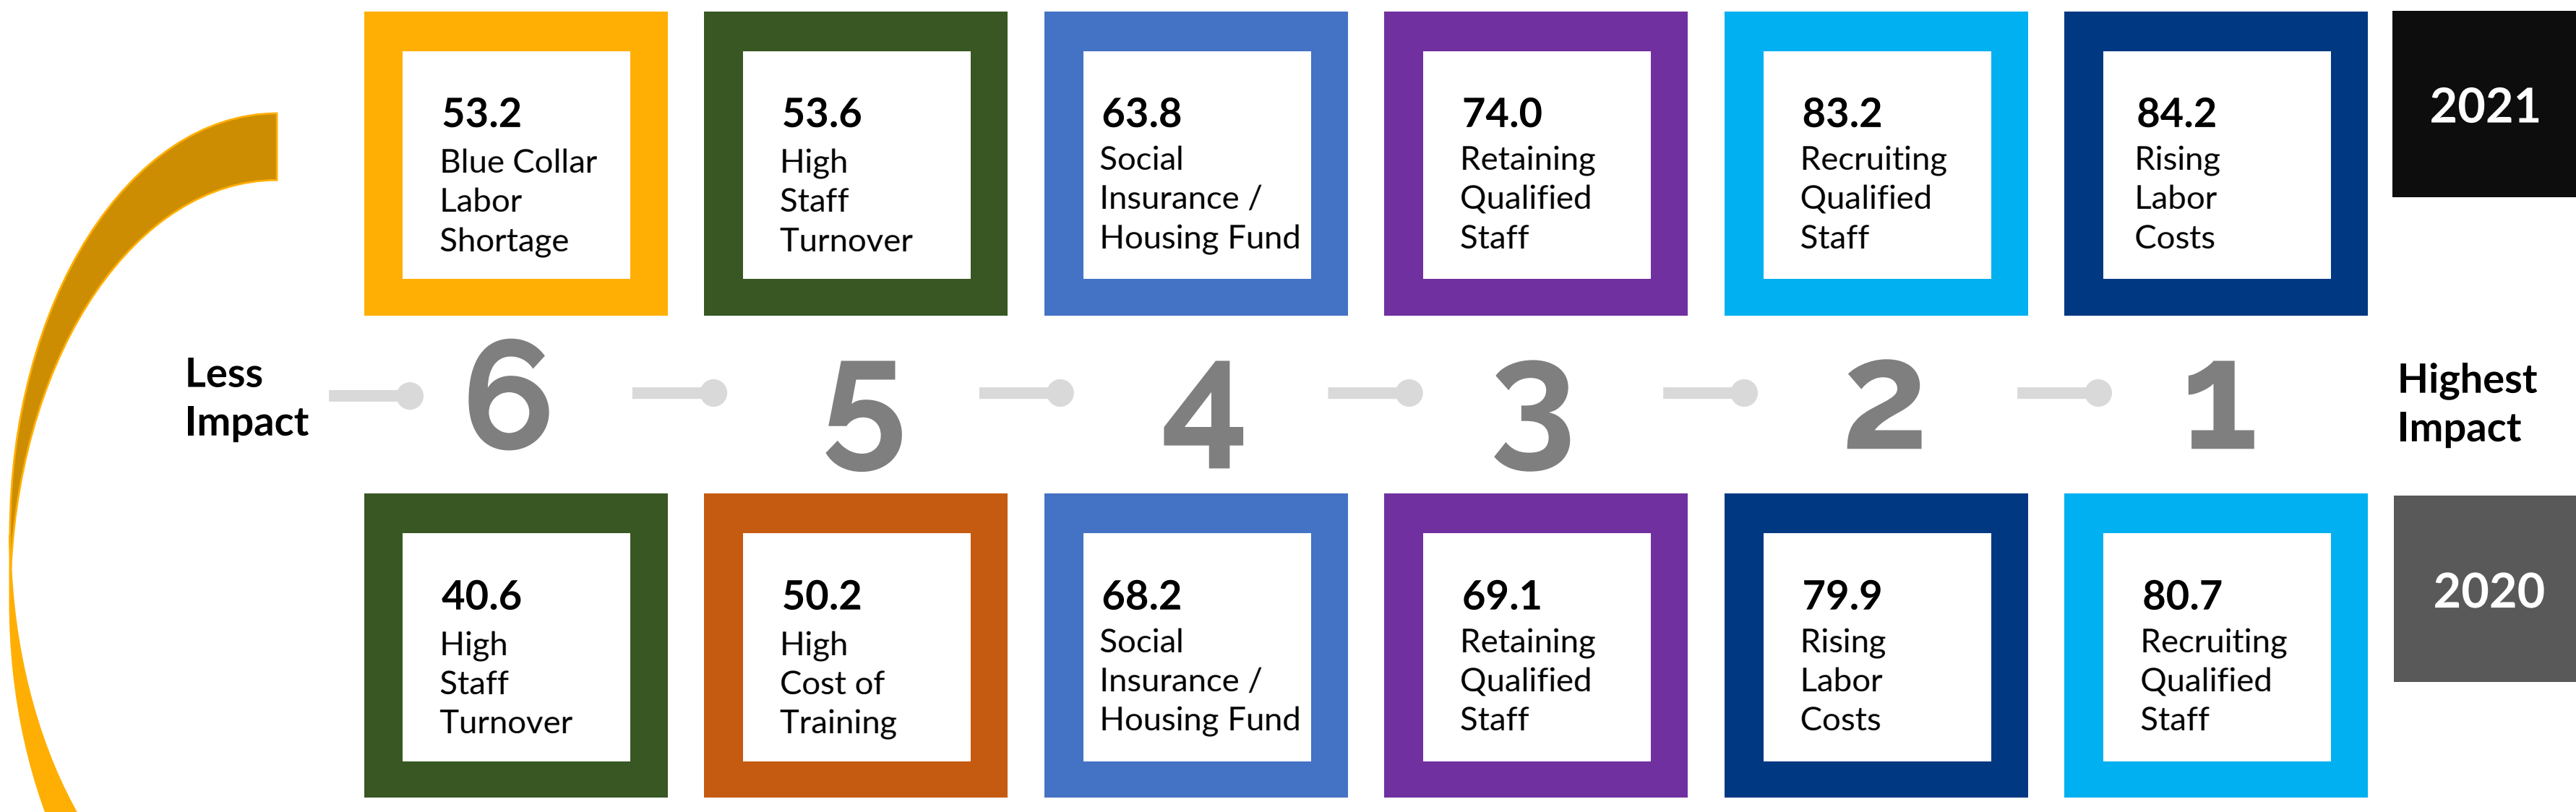 53.2
Blue Collar
Labor
Shortage
53.6
High
Staff
Turnover
63.8
Social
Insurance /
Housing Fund
74.0
Retaining
Qualified
Staff
83.2
Recruiting
Qualified
Staff
84.2
Rising
Labor
Costs
2021
Less
Impact
6
5
4
3
2
1
Highest
Impact
40.6
High
Staff
Turnover
50.2
High
Cost of
Training
68.2
Social
Insurance /
Housing Fund
69.1
Retaining
Qualified
Staff
79.9
Rising
Labor
Costs
80.7
Recruiting
Qualified
Staff
2020